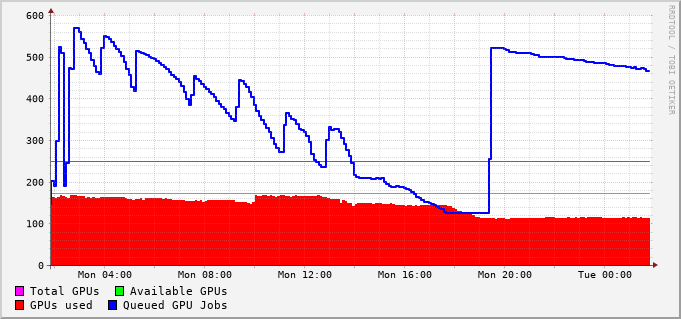 600
500
400
300
200
100
0
Mon 04:00 Mon 08:00 Mon 12:00 Mon 16:00 Mon 20:00 Tue 00:00
Total GPUs Available GPUs
GPUs used Queued GPU Jobs
RRDTOOL / TOBI OETIKER